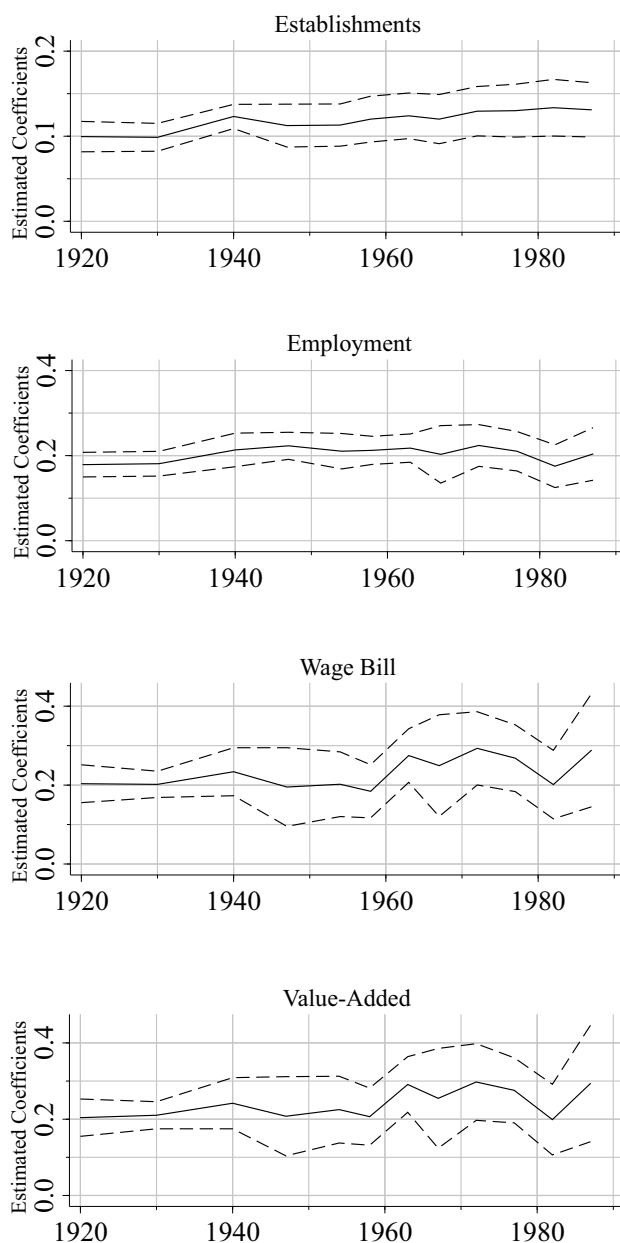 Establishments
Estimated Coefficients
0.2
0.1
0.0
1920 1940 1960 1980
Employment
Estimated Coefficients
0.4
0.2
0.0
1920 1940 1960 1980
Wage Bill
Estimated Coefficients
0.4
0.2
0.0
1920 1940 1960 1980
Value-Added
Estimated Coefficients
0.4
0.2
0.0
1920 1940 1960 1980